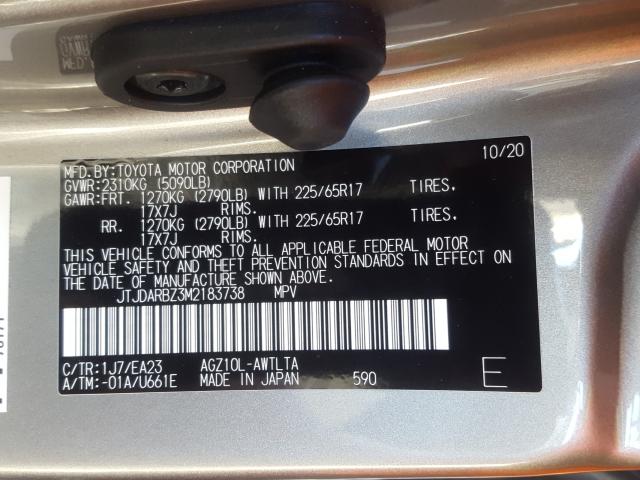 MFD.BY:TOYOTA MOTOR CORPORATION 10/20
GVWR:2310KG (5090LB)
GAWR:FRT. 1270KG (2790LB) WITH 225/65R17 TIRES.
17X7J RIMS.
RR. 1270KG (2790LB) WITH 225/65R17 TIRES.
17X7J RIMS.
THIS VEHICLE CONFORMS TO ALL APPLICABLE FEDERAL MOTOR
VEHICLE SAFETY AND THEFT PREVENTION STANDARDS IN EFFECT ON
THE DATE OF MANUFACTURE SHOWN ABOVE.
JTJDARBZ3M2183738 MPV
C/TR:1J7/EA23 AGZ10L-AWTLTA
A/TM:-01A/U661E MADE IN JAPAN 590 E